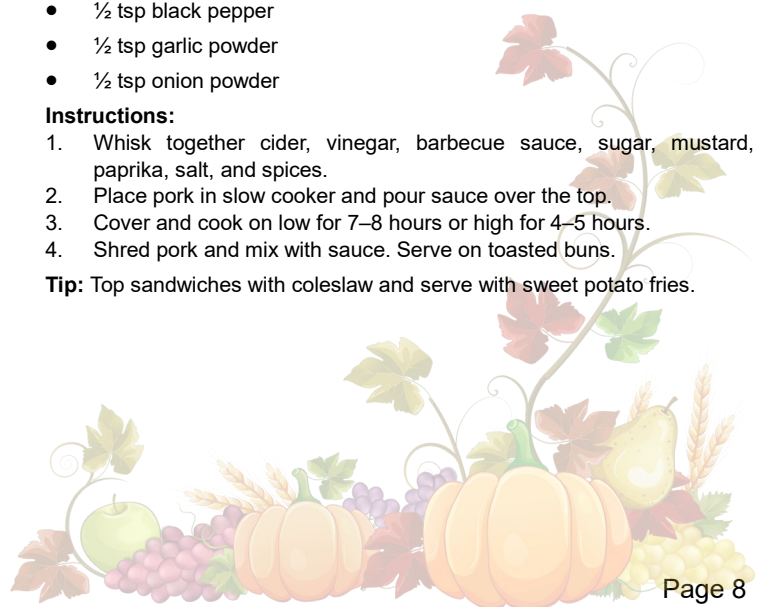 • ½ tsp black pepper
• ½ tsp garlic powder
• ½ tsp onion powder
Instructions:
1. Whisk together cider, vinegar, barbecue sauce, sugar, mustard,
paprika, salt, and spices.
2. Place pork in slow cooker and pour sauce over the top.
3. Cover and cook on low for 7–8 hours or high for 4–5 hours.
4. Shred pork and mix with sauce. Serve on toasted buns.
Tip: Top sandwiches with coleslaw and serve with sweet potato fries.
Page 8